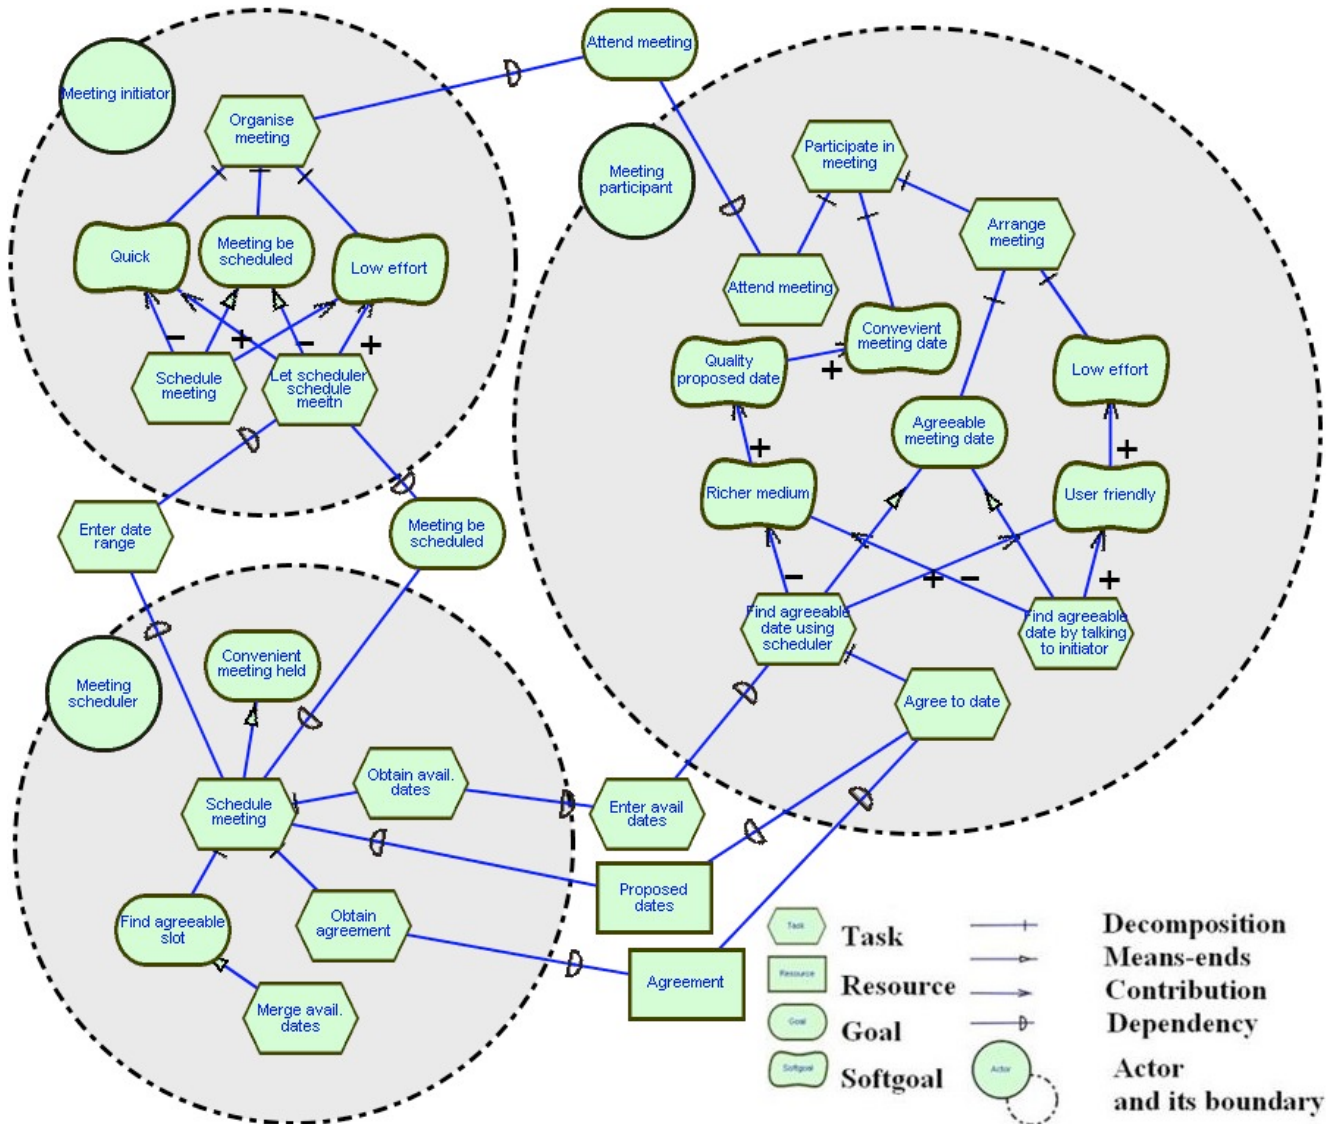 Attend meeting
Meeting initiator
Organise
meeting
Participate in
meeting
Meeting
participant
Arrange
meeting
Quick
Meeting be
scheduled
Low effort
Attend meeting
Convevient
meeting date
Quality
proposed date
Low effort
Schedule
meeting
Let scheduler
schedule
meeitn
Agreeable
meeting date
Richer medium
User friendly
Enter date
range
Meeting be
scheduled
Find agreeable
date using
scheduler
Find agreeable
date by talking
to initiator
Convenient
meeting held
Meeting
scheduler
Agree to date
Obtain avail.
dates
Schedule
meeting
Enter avail
dates
Proposed
dates
Find agreeable
slot
Obtain
agreement
Agreement
Merge avail.
dates
Task
Task
Decomposition
Means-ends
Resource
Resource
Contribution
Goal
Goal
Dependency
Softgoal
Softgoal
Actor
Actor
and its boundary